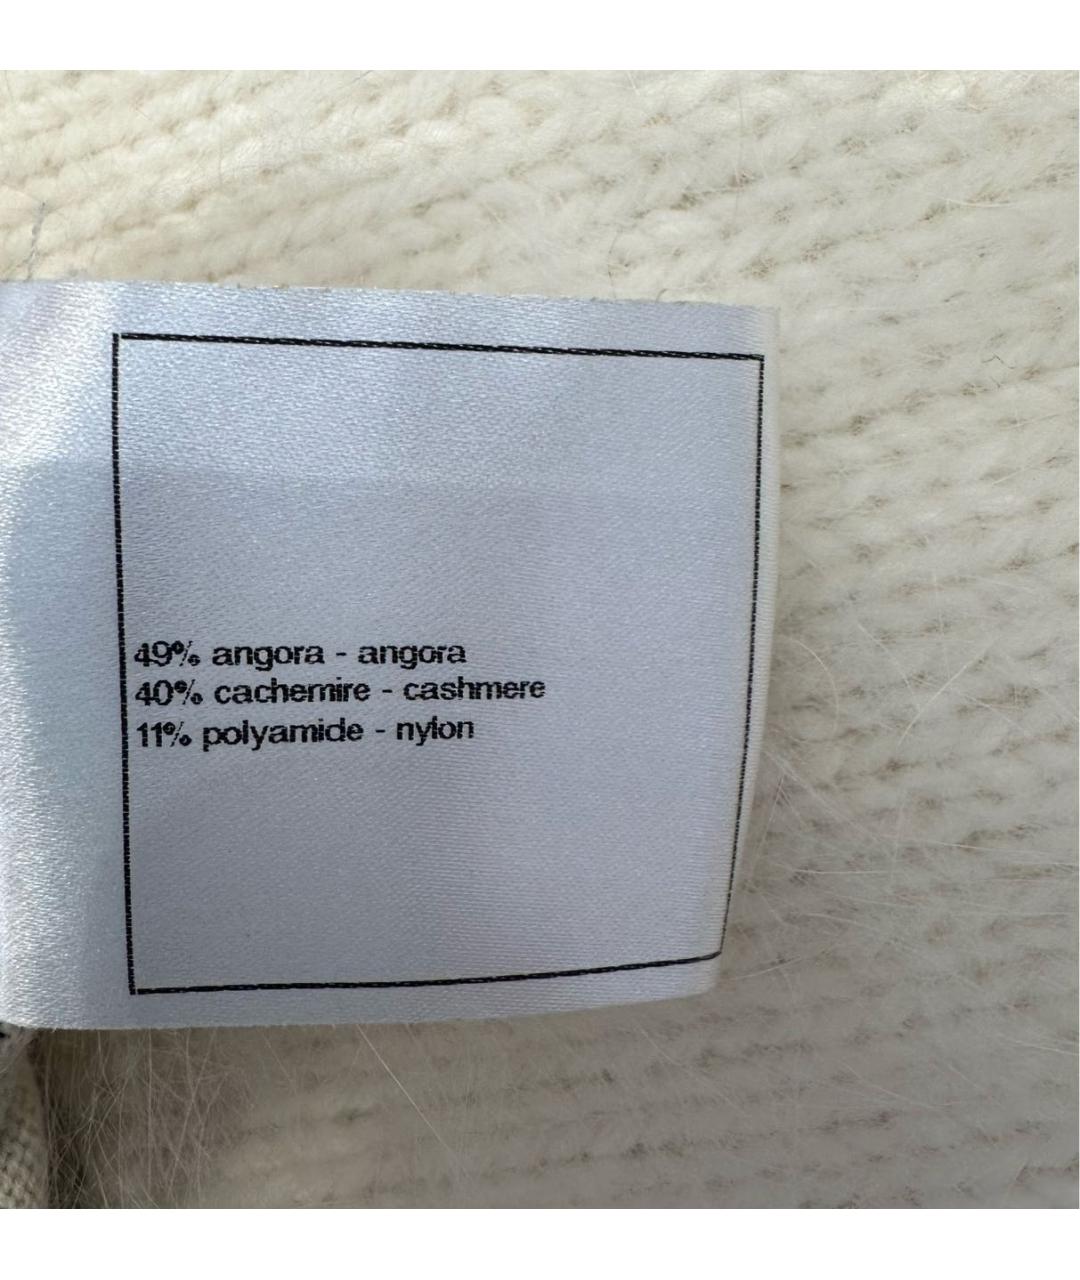 49% angora - angora
40% cachemire - cashmere
11% polyamide - nylon